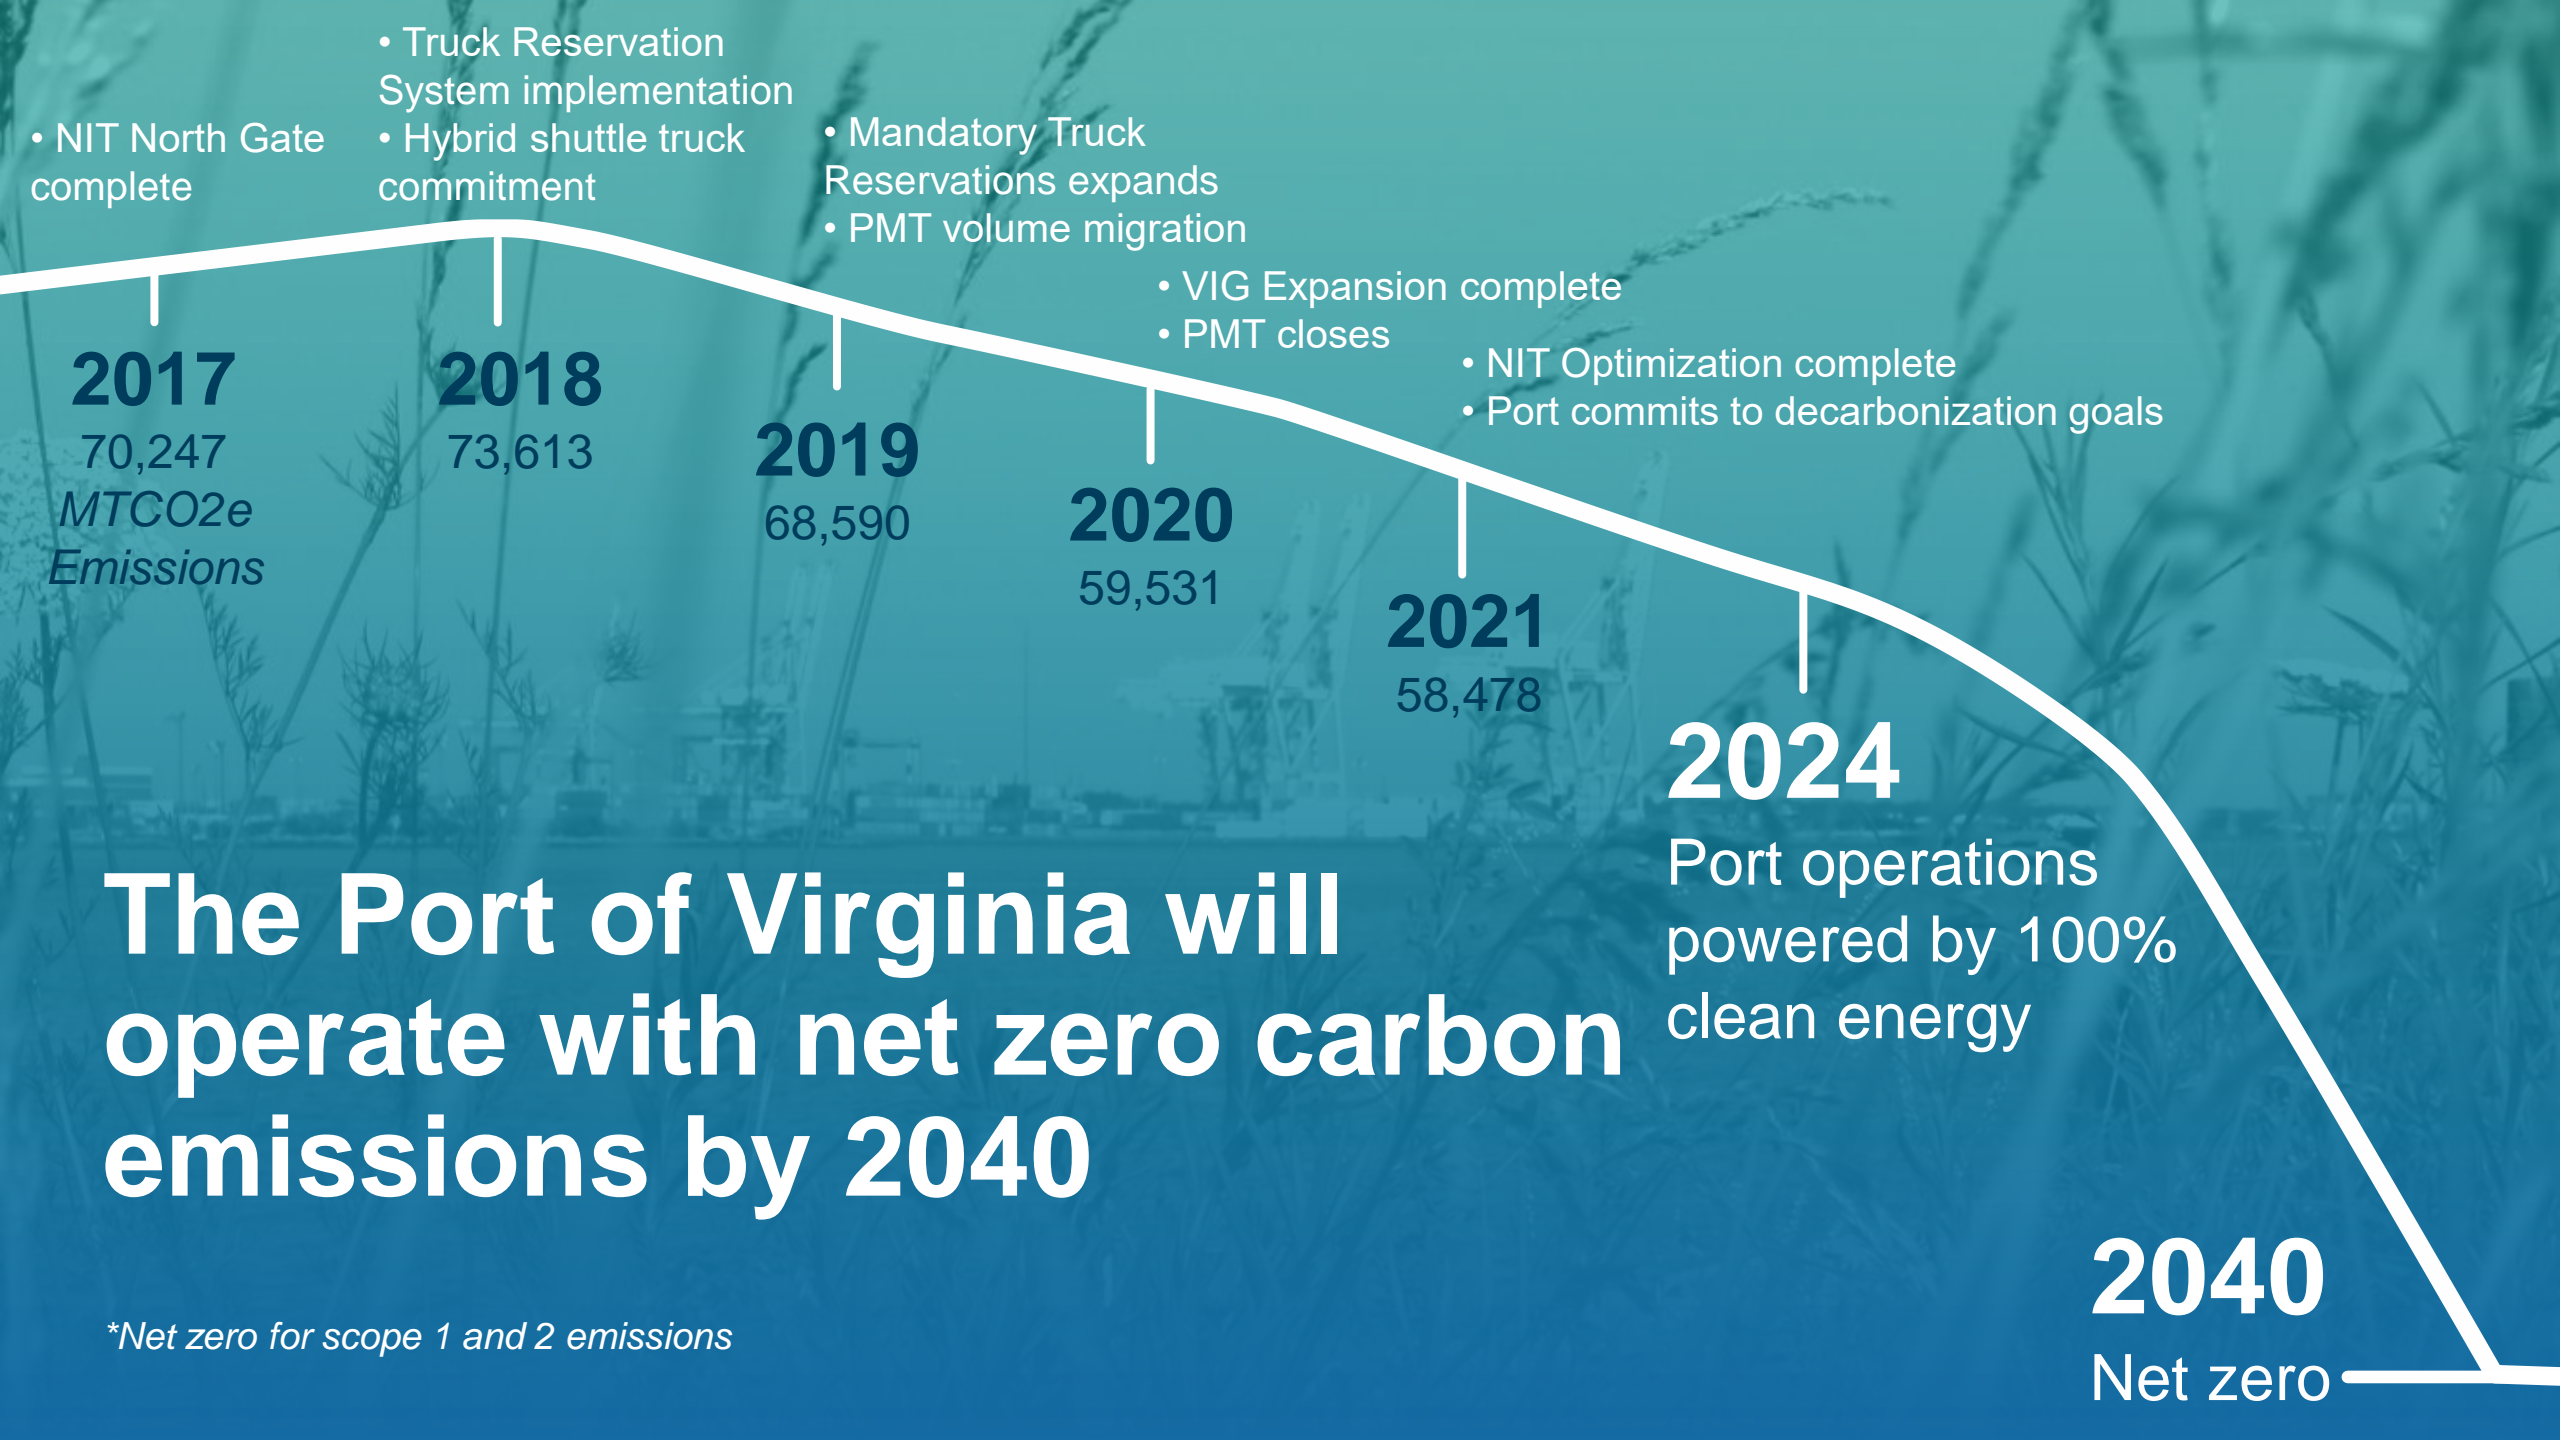 • NIT North Gate
complete
• Truck Reservation
System implementation
• Hybrid shuttle truck
commitment
• Mandatory Truck
Reservations expands
• PMT volume migration
• VIG Expansion complete
• PMT closes
• NIT Optimization complete
• Port commits to decarbonization goals
2017
70,247
MTCO2e
Emissions
2018
73,613
2019
68,590
2020
59,531
2021
58,478
2024
Port operations
powered by 100%
clean energy
The Port of Virginia will
operate with net zero carbon
emissions by 2040
2040
Net zero
*Net zero for scope 1 and 2 emissions